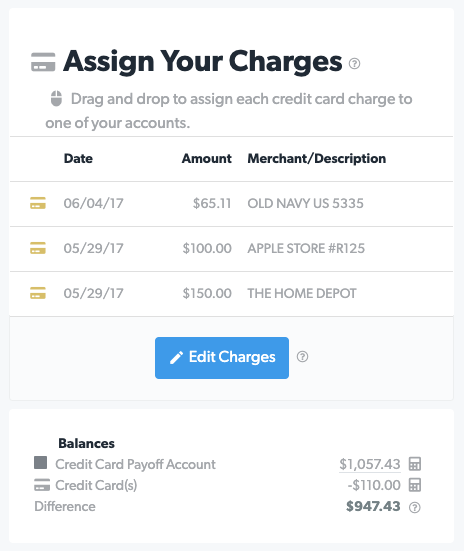 Assign Your Charges
Drag and drop to assign each credit card charge to
one of your accounts.
Date Amount Merchant/Description
06/04/17 $65.11 OLD NAVY US 5335
05/29/17 $100.00 APPLE STORE #R125
05/29/17 $150.00 THE HOME DEPOT
Edit Charges
Balances
Credit Card Payoff Account $1,057.43
Credit Card(s) -$110.00
Difference $947.43